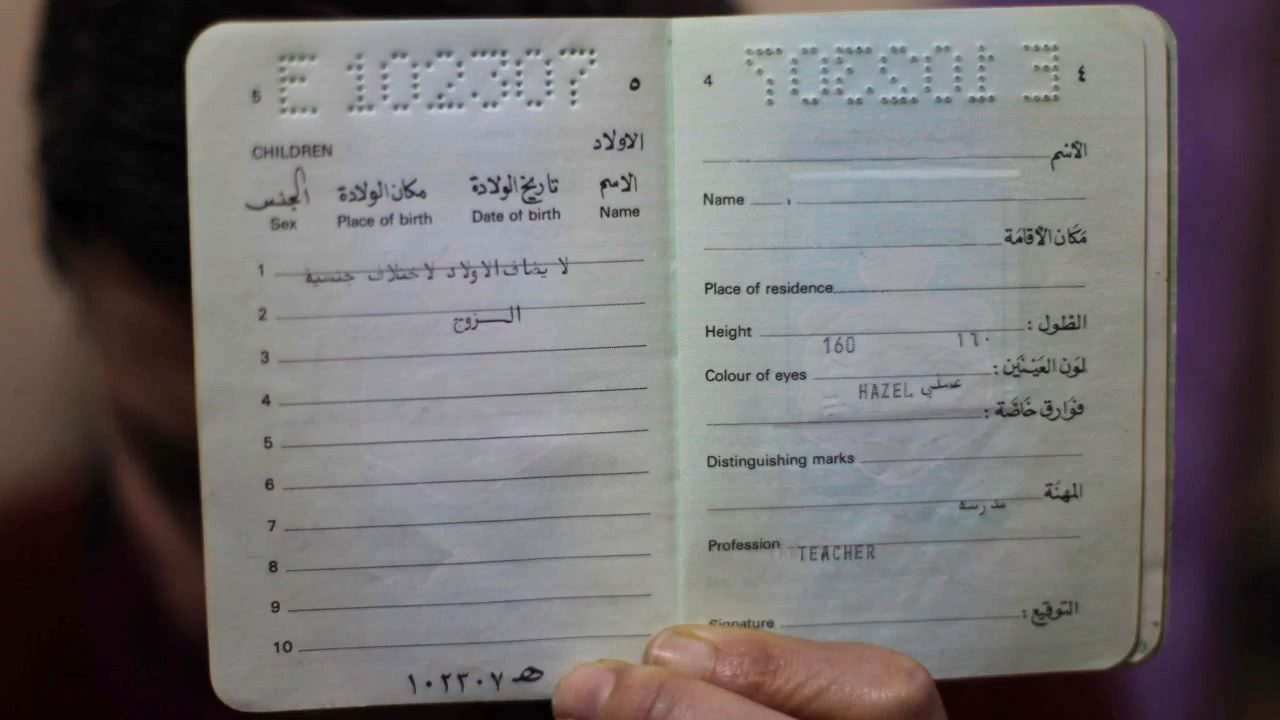 5 E 102307 ٥
CHILDREN الاولاد
الاسم تاريخ الولادة مكان الولادة الجنس
Sex Place of birth Date of birth Name
1 لا يضاف الاولاد لاختلاف جنسية
2 الزوج
3
4
5
6
7
8
9
10
١٠٢٣٠٧ هـ
4 E 102307 ٤
الاسم
Name
مكان الاقامة
Place of residence
Height 160 ١٦٠ الطول :
Colour of eyes HAZEL عسلي لون العينين :
فوارق خاصة :
Distinguishing marks
المهنة مدرسة
Profession TEACHER
Signature التوقيع :